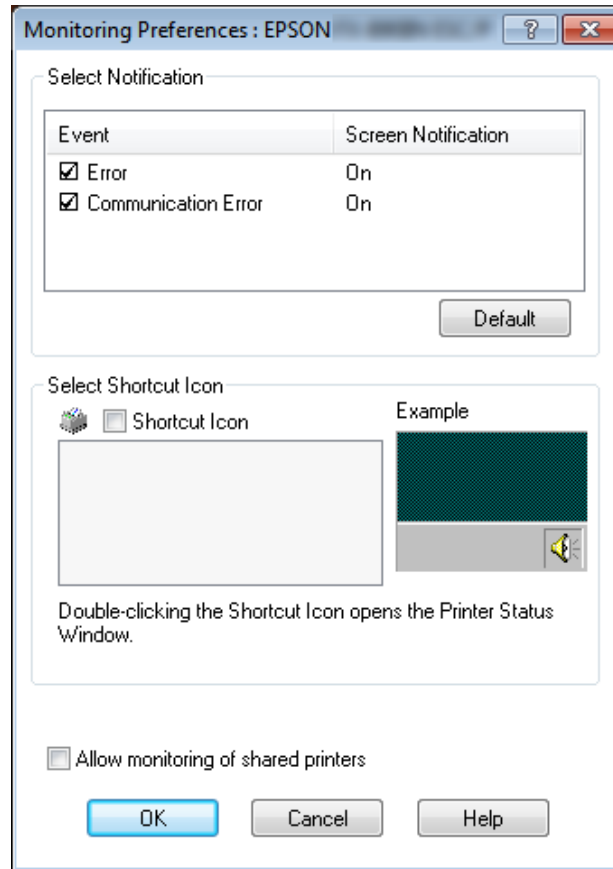 Monitoring Preferences : EPSON
Select Notification
Event Screen Notification
Error On
Communication Error On
Default
Select Shortcut Icon
Shortcut Icon
Example
Double-clicking the Shortcut Icon opens the Printer Status
Window.
Allow monitoring of shared printers
OK Cancel Help